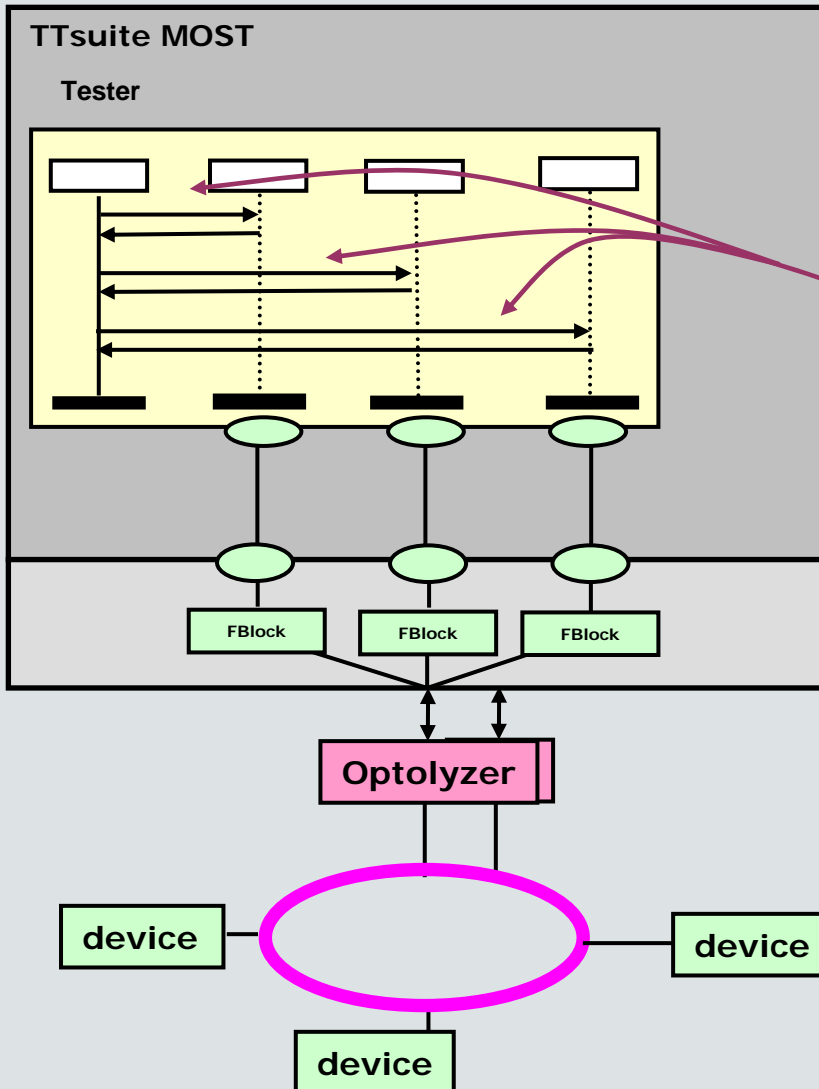 TTsuite MOST
Tester
FBlock
FBlock
FBlock
Optolyzer
device
device
device